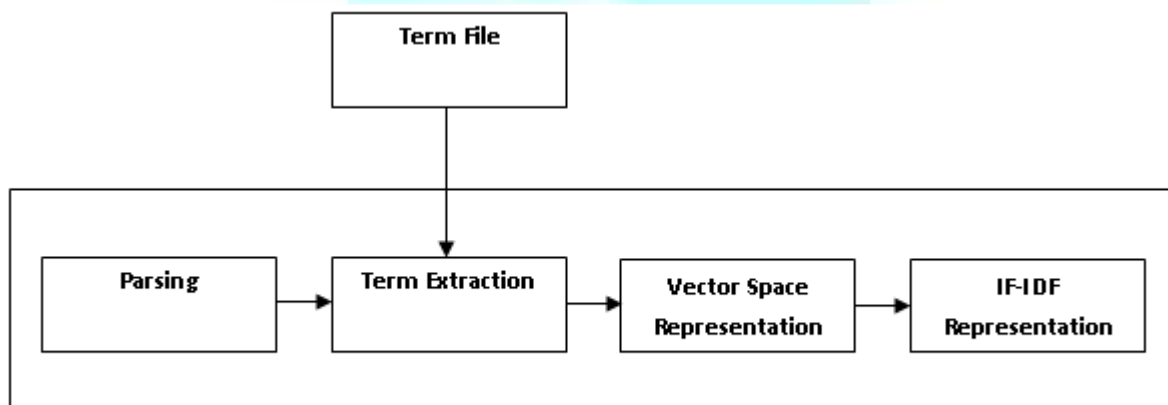 Term File
Parsing
Term Extraction
Vector Space
Representation
IF-IDF
Representation